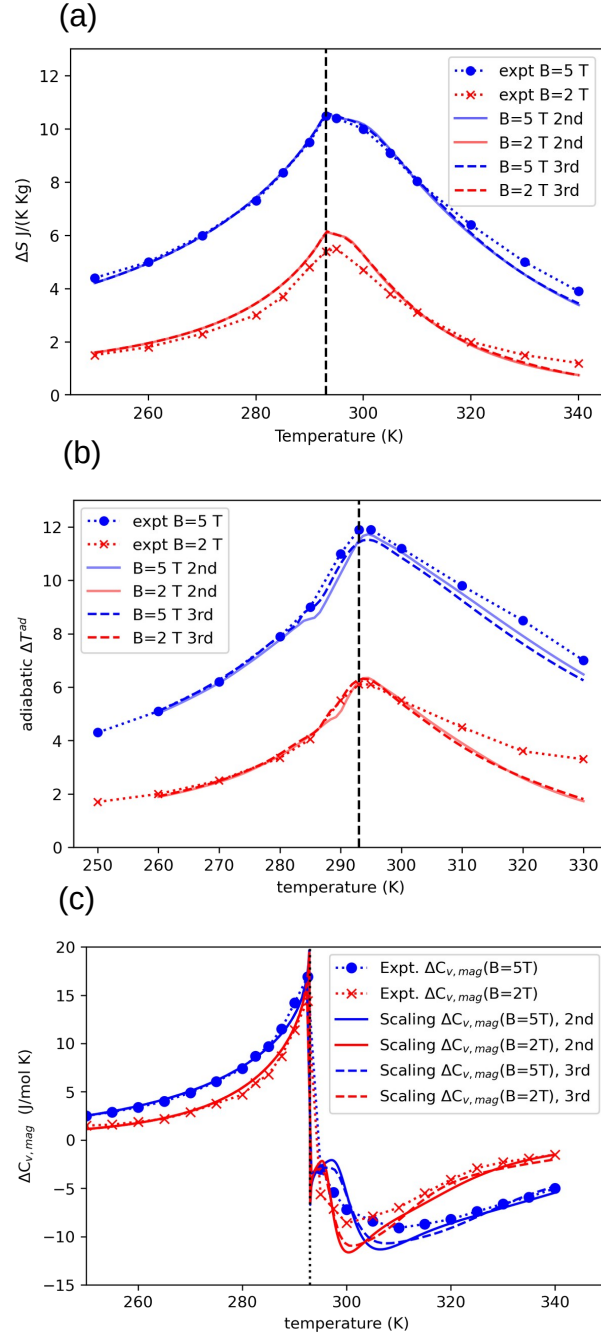 (a)
12
10
8
6
4
2
0
ΔS J/(K Kg)
expt B=5 T
expt B=2 T
B=5 T 2nd
B=2 T 2nd
B=5 T 3rd
B=2 T 3rd
260 280 300 320 340
Temperature (K)
(b)
12
10
8
6
4
2
0
adiabatic ΔT^ad
expt B=5 T
expt B=2 T
B=5 T 2nd
B=2 T 2nd
B=5 T 3rd
B=2 T 3rd
250 260 270 280 290 300 310 320 330
temperature (K)
(c)
20
15
10
5
0
−5
−10
−15
ΔC_v,mag (J/mol K)
Expt. ΔC_v,mag(B=5T)
Expt. ΔC_v,mag(B=2T)
Scaling ΔC_v,mag(B=5T), 2nd
Scaling ΔC_v,mag(B=2T), 2nd
Scaling ΔC_v,mag(B=5T), 3rd
Scaling ΔC_v,mag(B=2T), 3rd
260 280 300 320 340
temperature (K)